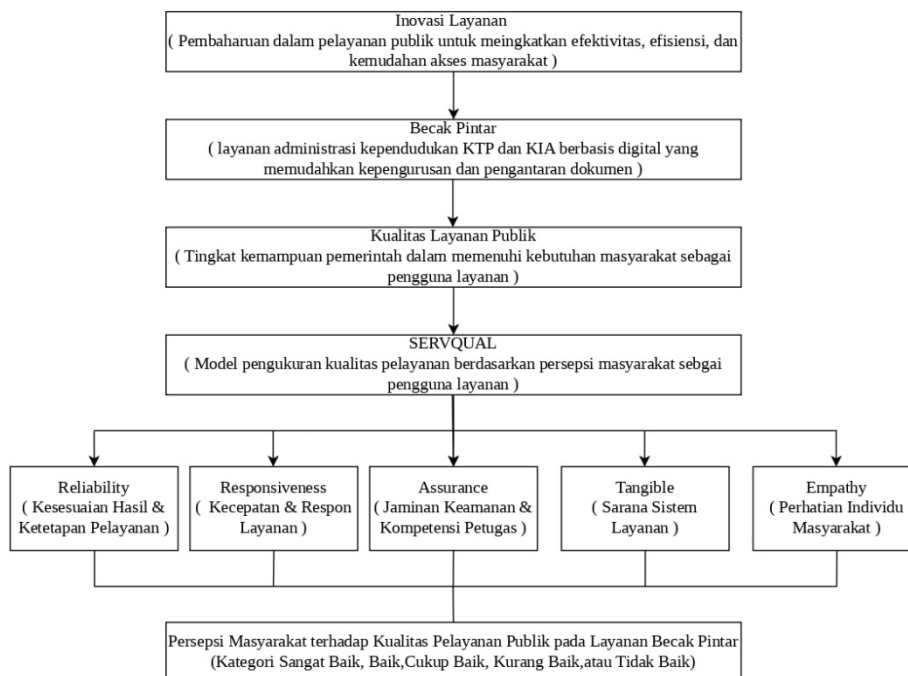 Inovasi Layanan
( Pembaharuan dalam pelayanan publik untuk meingkatkan efektivitas, efisiensi, dan
kemudahan akses masyarakat )
Becak Pintar
( layanan administrasi kependudukan KTP dan KIA berbasis digital yang
memudahkan kepengurusan dan pengantaran dokumen )
Kualitas Layanan Publik
( Tingkat kemampuan pemerintah dalam memenuhi kebutuhan masyarakat sebagai
pengguna layanan )
SERVQUAL
( Model pengukuran kualitas pelayanan berdasarkan persepsi masyarakat sebgai
pengguna layanan )
Reliability
( Kesesuaian Hasil &
Ketetapan Pelayanan )
Responsiveness
( Kecepatan & Respon
Layanan )
Assurance
( Jaminan Keamanan &
Kompetensi Petugas )
Tangible
( Sarana Sistem
Layanan )
Empathy
( Perhatian Individu
Masyarakat )
Persepsi Masyarakat terhadap Kualitas Pelayanan Publik pada Layanan Becak Pintar
(Kategori Sangat Baik, Baik,Cukup Baik, Kurang Baik,atau Tidak Baik)